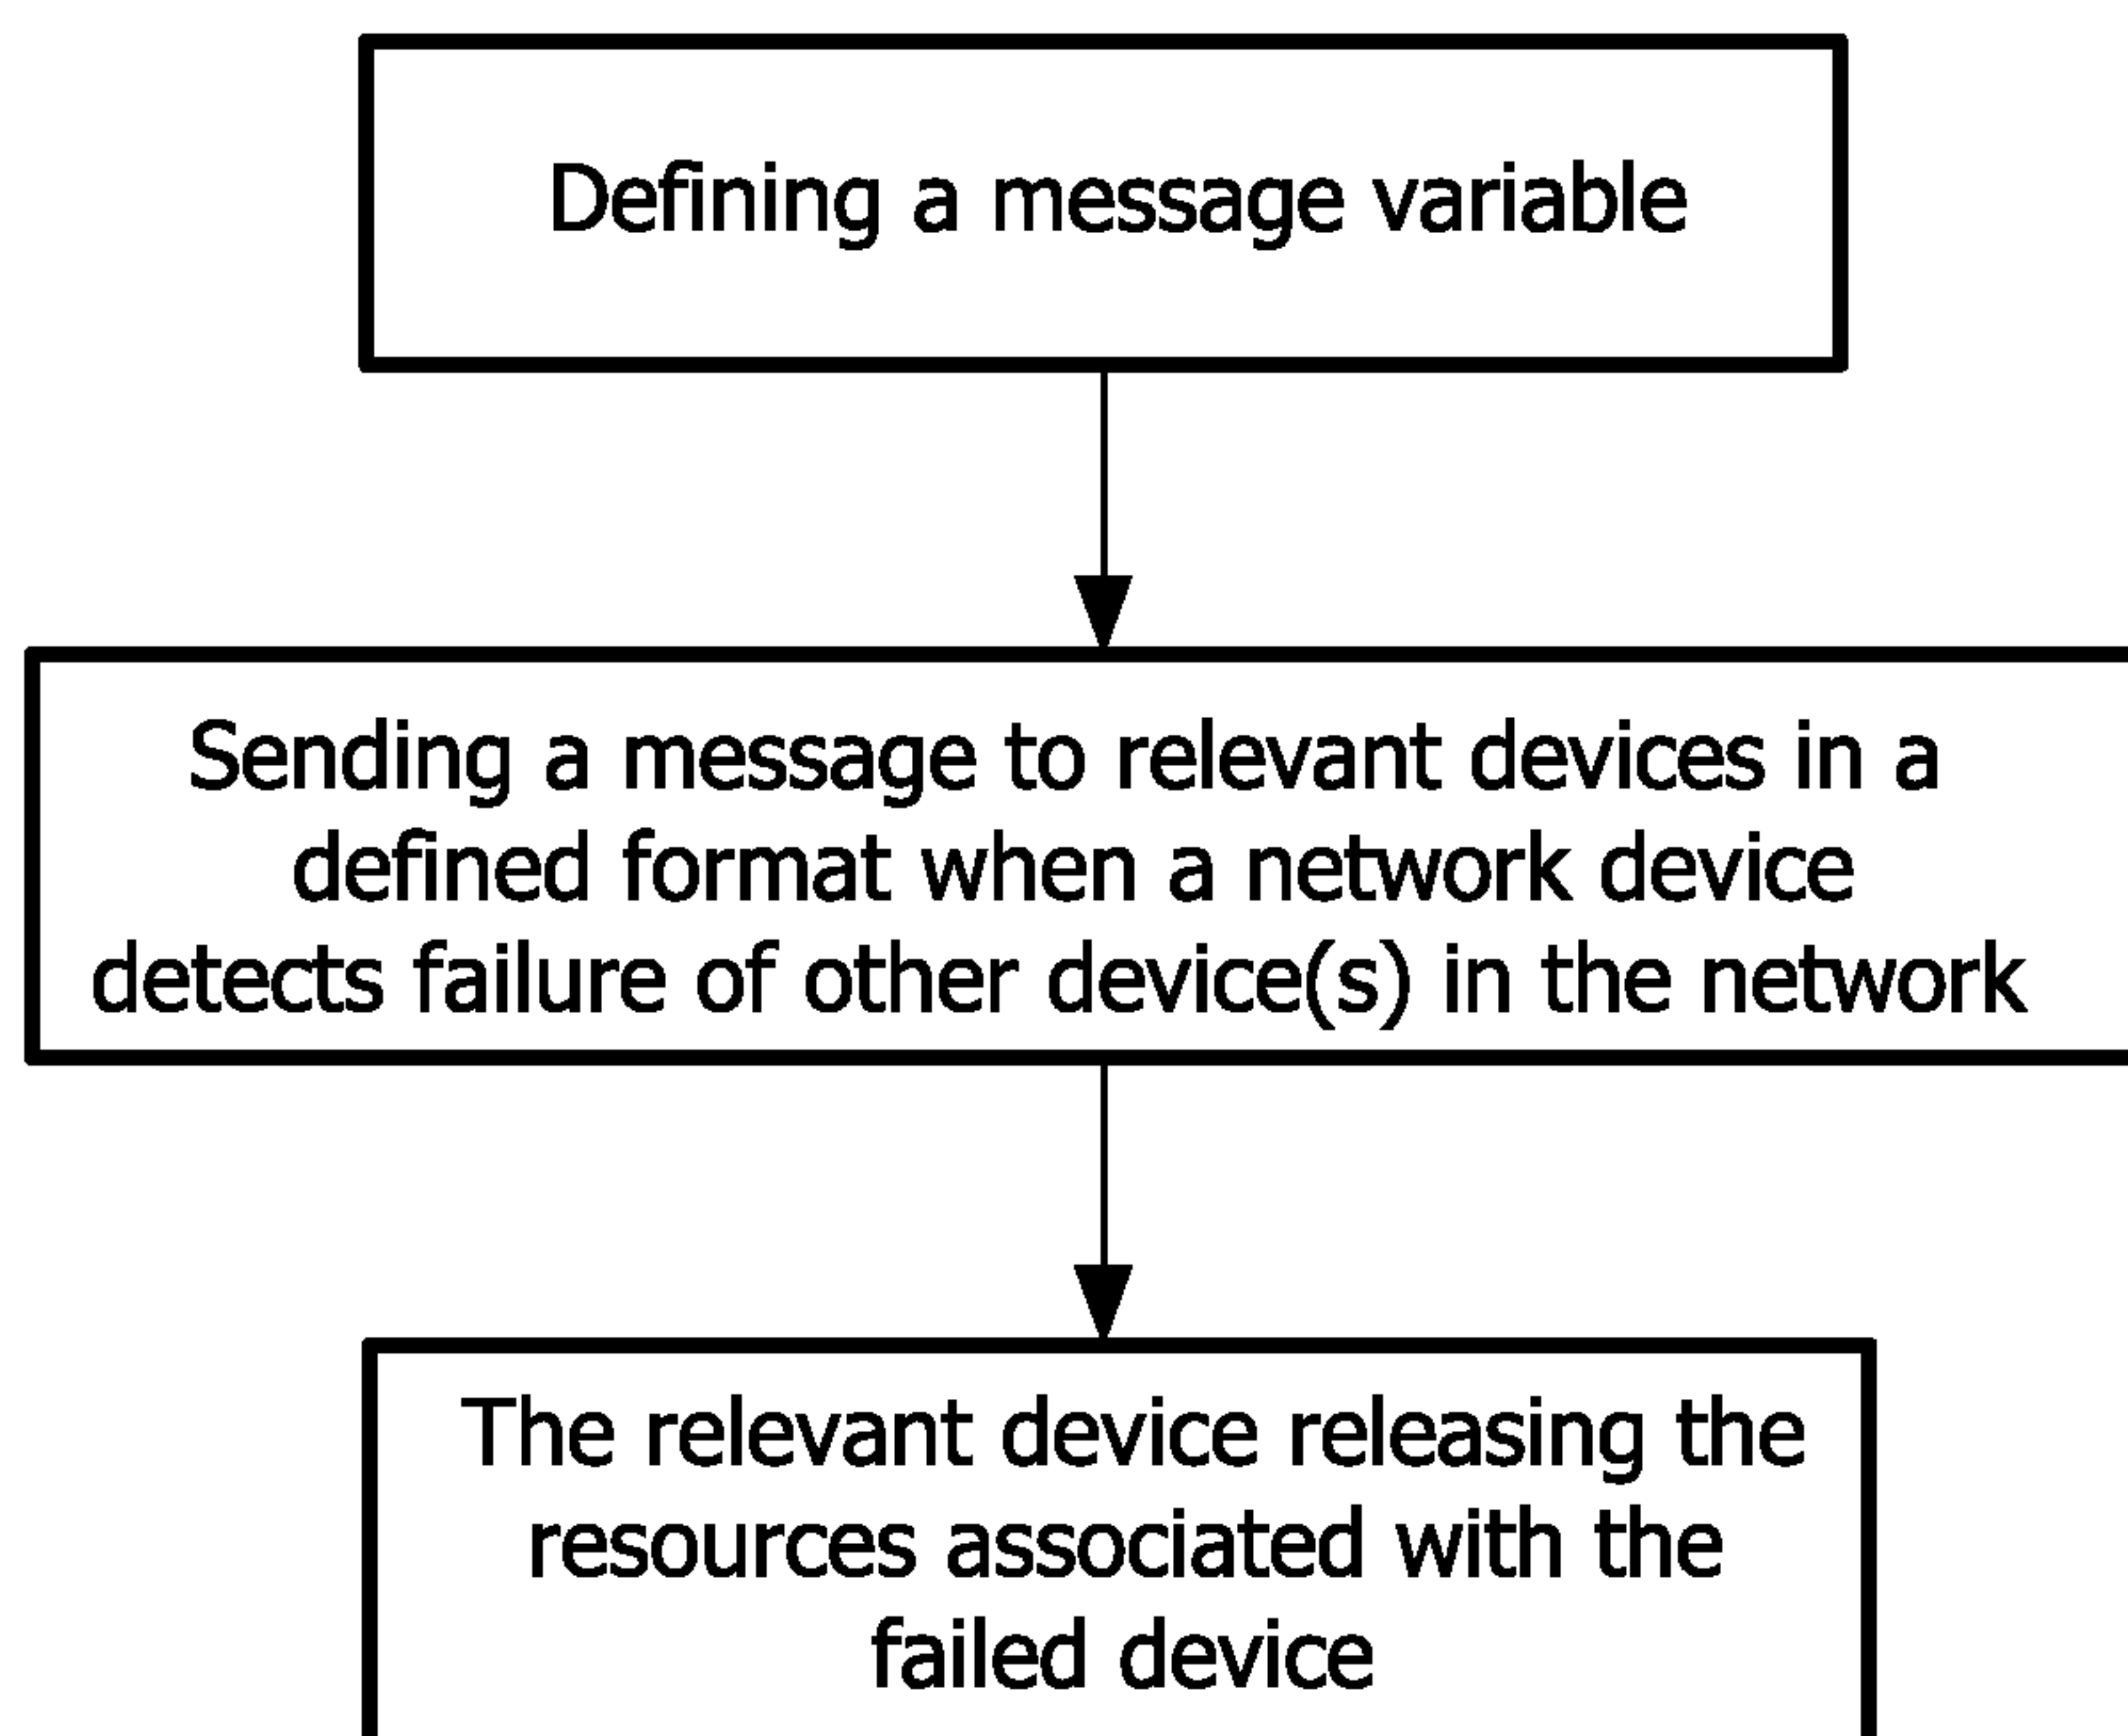 Defining a message variable
Sending a message to relevant devices in a
defined format when a network device
detects failure of other device(s) in the network
The relevant device releasing the
resources associated with the
failed device